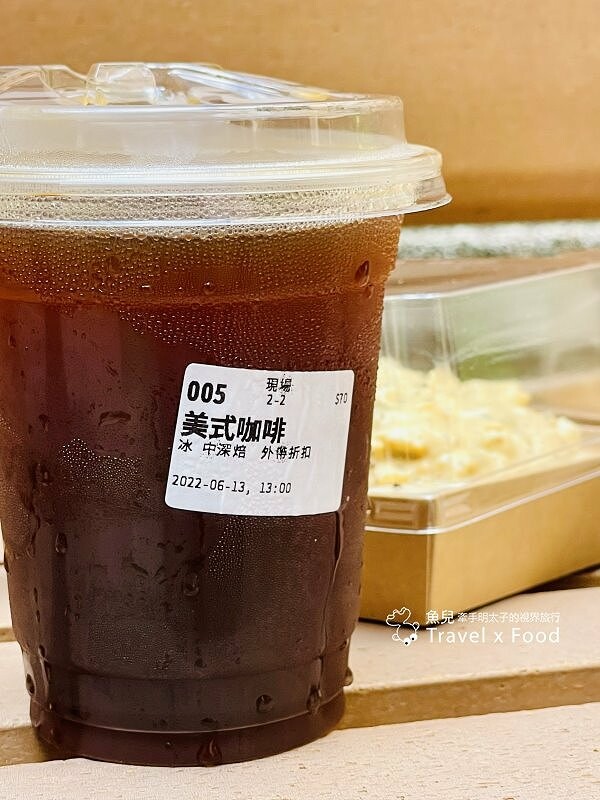 005 現場 $70
2-2
美式咖啡
冰 中深焙 外帶折扣
2022-06-13, 13:00
魚兒 牽手明太子的視界旅行
Travel x Food